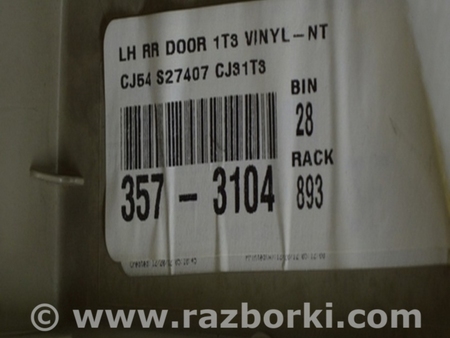 LH RR DOOR 1T3 VINYL-NT
CJ54 S27407 CJ31T3
BIN
28
RACK
893
357 - 3104
© www.razborki.com